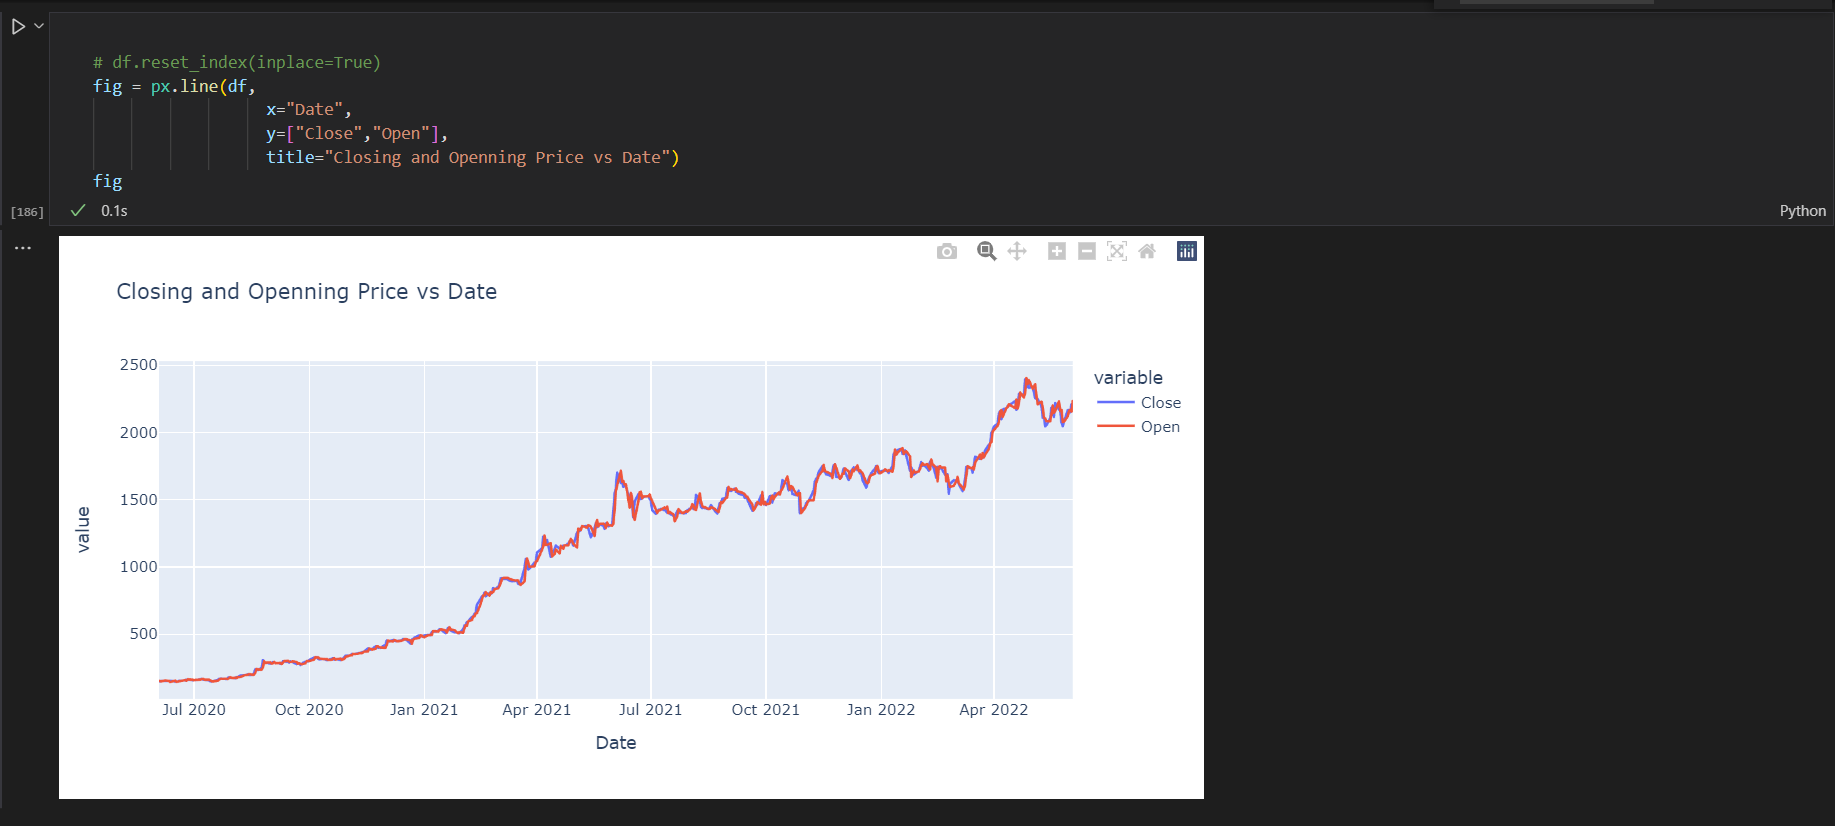 # df.reset_index(inplace=True)
fig = px.line(df,
x="Date",
y=["Close","Open"],
title="Closing and Openning Price vs Date")
fig
[186]
0.1s
Python
Closing and Openning Price vs Date
variable
Close
Open
value
2500
2000
1500
1000
500
Jul 2020
Oct 2020
Jan 2021
Apr 2021
Jul 2021
Oct 2021
Jan 2022
Apr 2022
Date